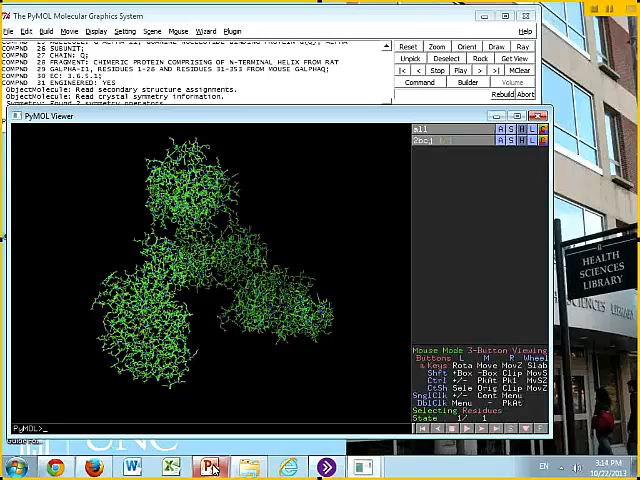 The PyMOL Molecular Graphics System
File Edit Build Movie Display Setting Scene Mouse Wizard Plugin
Help
COMPND 26 SUBUNIT;
COMPND 27 CHAIN: Q;
COMPND 28 FRAGMENT: CHIMERIC PROTEIN COMPRISING OF N-TERMINAL HELIX FROM RAT
COMPND 29 GALPHA-I1, RESIDUES 1-28 AND RESIDUES 31-353 FROM MOUSE GALPHAQ;
COMPND 30 EC: 3.6.5.1;
COMPND 31 ENGINEERED: YES
ObjectMolecule: Read secondary structure assignments.
ObjectMolecule: Read crystal symmetry information.
Symmetry: Found 2 symmetry operators.
Reset Zoom Orient Draw Ray
Unpick Deselect Rock Get View
|< < Stop Play > >| MClear
Command Builder Volume
Rebuild Abort
PyMOL Viewer
all A S H L C
2bcj 1/1 A S H L C
Mouse Mode 3-Button Viewing
Buttons L M R Wheel
& Keys Rota Move MovZ Slab
Shft +Box -Box Clip MovS
Ctrl +/- PkAt Pk1 MvSZ
CtSh Sele Orig Clip MovZ
SnglClk +/- Cent Menu
DblClk Menu - PkAt
Selecting Residues
State 1/ 1
PyMOL>_
HEALTH
SCIENCES
LIBRARY
UNC
EN
3:14 PM
10/22/2013